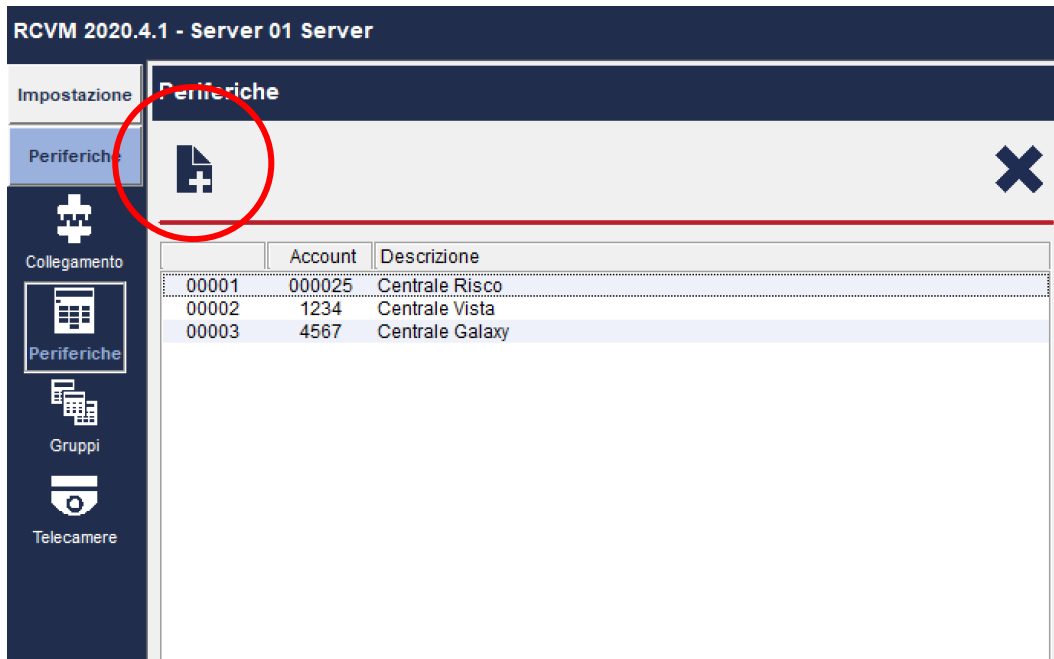 RCVM 2020.4.1 - Server 01 Server
Impostazione
Periferiche
Periferiche
Collegamento
Periferiche
Gruppi
Telecamere
Account Descrizione
00001 000025 Centrale Risco
00002 1234 Centrale Vista
00003 4567 Centrale Galaxy